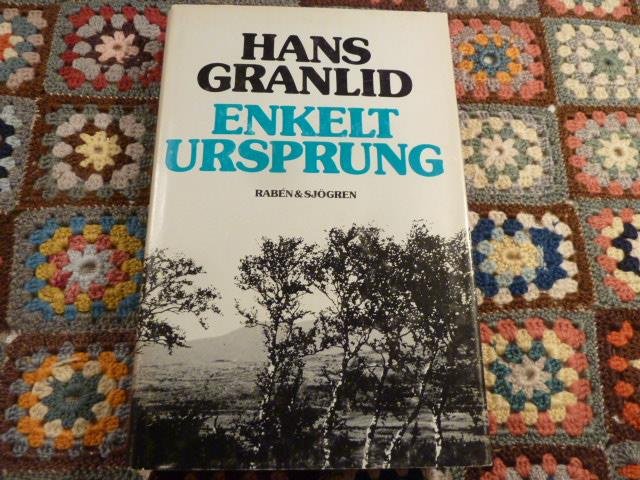 HANS
GRANLID
ENKELT
URSPRUNG
RABÉN & SJÖGREN